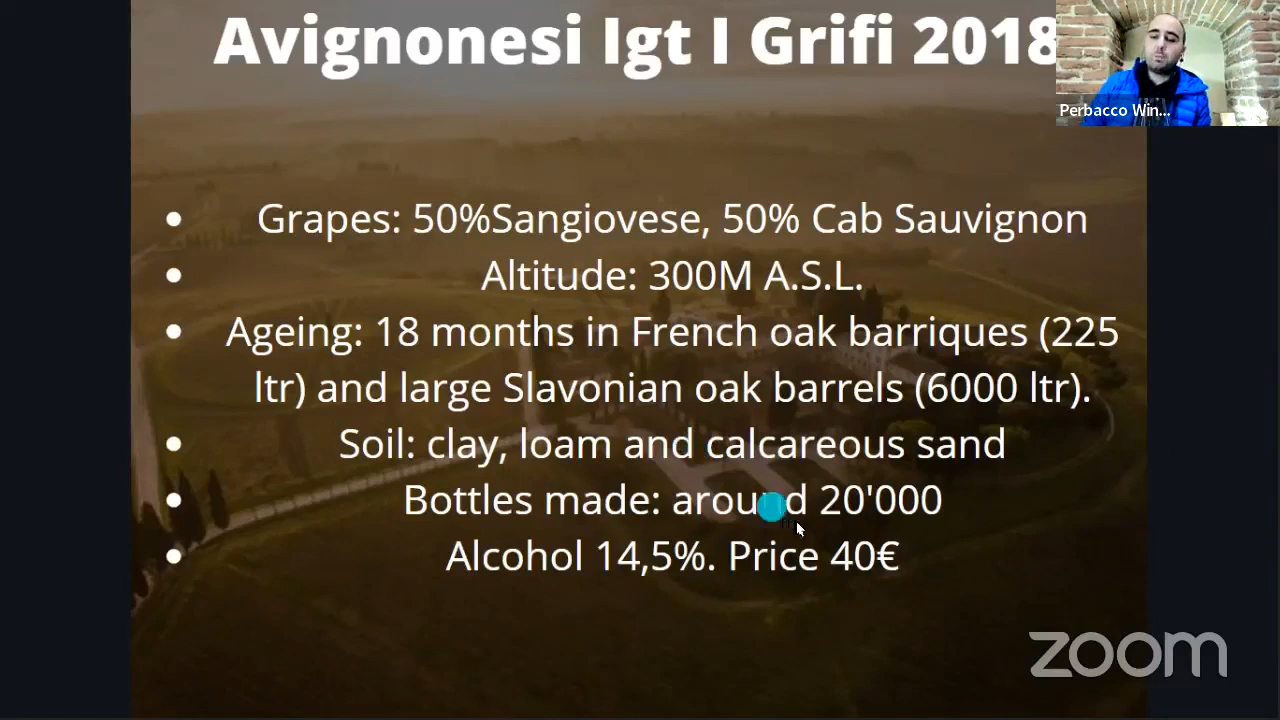 Avignonesi Igt I Grifi 2018
Perbacco Win...
• Grapes: 50%Sangiovese, 50% Cab Sauvignon
• Altitude: 300M A.S.L.
• Ageing: 18 months in French oak barriques (225
ltr) and large Slavonian oak barrels (6000 ltr).
• Soil: clay, loam and calcareous sand
• Bottles made: around 20'000
• Alcohol 14,5%. Price 40€
zoom